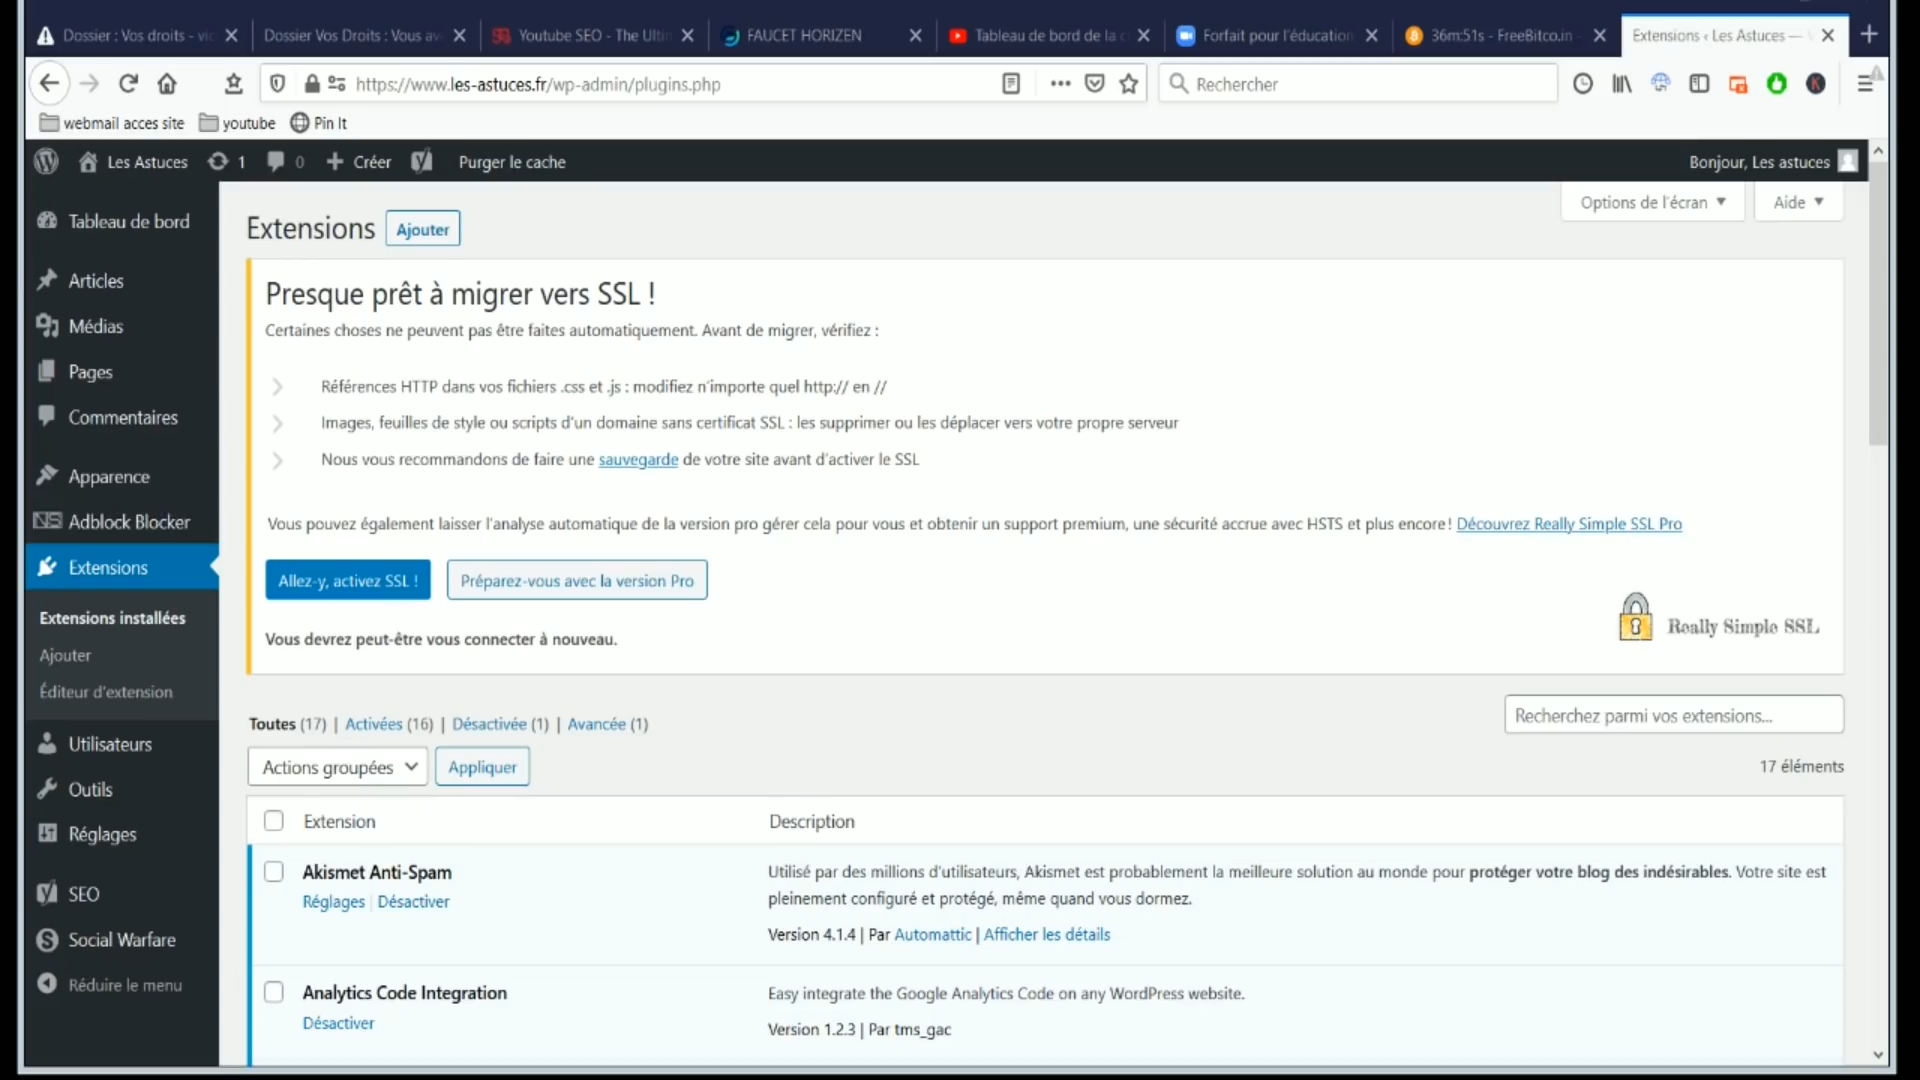 Dossier : Vos droits - vic
Dossier Vos Droits : Vous av
Youtube SEO - The Ultim
FAUCET HORIZEN
Tableau de bord de la c
Forfait pour l'éducation
36m:51s - FreeBitco.in -
Extensions ‹ Les Astuces —
https://www.les-astuces.fr/wp-admin/plugins.php
Rechercher
webmail acces site
youtube
Pin It
Les Astuces
1
0
Créer
Purger le cache
Bonjour, Les astuces
Options de l'écran
Aide
Tableau de bord
Articles
Médias
Pages
Commentaires
Apparence
Adblock Blocker
Extensions
Extensions installées
Ajouter
Éditeur d'extension
Utilisateurs
Outils
Réglages
SEO
Social Warfare
Réduire le menu
Extensions
Ajouter
Presque prêt à migrer vers SSL !
Certaines choses ne peuvent pas être faites automatiquement. Avant de migrer, vérifiez :
Références HTTP dans vos fichiers .css et .js : modifiez n'importe quel http:// en //
Images, feuilles de style ou scripts d'un domaine sans certificat SSL : les supprimer ou les déplacer vers votre propre serveur
Nous vous recommandons de faire une sauvegarde de votre site avant d'activer le SSL
Vous pouvez également laisser l'analyse automatique de la version pro gérer cela pour vous et obtenir un support premium, une sécurité accrue avec HSTS et plus encore! Découvrez Really Simple SSL Pro
Allez-y, activez SSL !
Préparez-vous avec la version Pro
Really Simple SSL
Vous devrez peut-être vous connecter à nouveau.
Toutes (17) | Activées (16) | Désactivée (1) | Avancée (1)
Recherchez parmi vos extensions...
Actions groupées
Appliquer
17 éléments
Extension
Description
Akismet Anti-Spam
Réglages | Désactiver
Utilisé par des millions d'utilisateurs, Akismet est probablement la meilleure solution au monde pour protéger votre blog des indésirables. Votre site est
pleinement configuré et protégé, même quand vous dormez.
Version 4.1.4 | Par Automattic | Afficher les détails
Analytics Code Integration
Désactiver
Easy integrate the Google Analytics Code on any WordPress website.
Version 1.2.3 | Par tms_gac